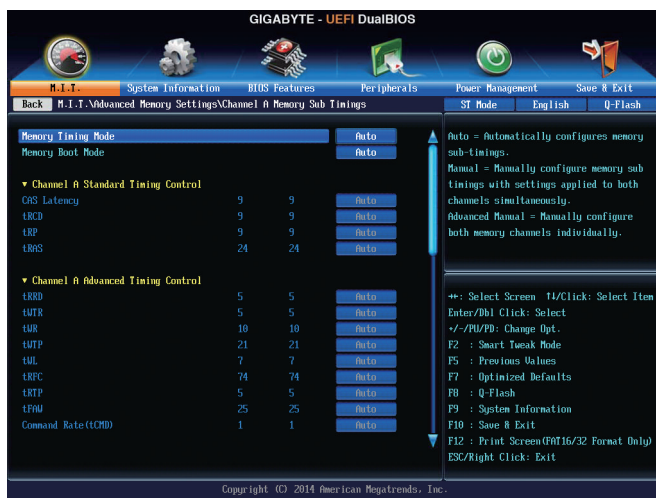 GIGABYTE - UEFI DualBIOS
M.I.T.
System Information
BIOS Features
Peripherals
Power Management
Save & Exit
Back M.I.T.\Advanced Memory Settings\Channel A Memory Sub Timings
ST Mode English Q-Flash
Memory Timing Mode Auto
Memory Boot Mode Auto
▼ Channel A Standard Timing Control
CAS Latency 9 9 Auto
tRCD 9 9 Auto
tRP 9 9 Auto
tRAS 24 24 Auto
▼ Channel A Advanced Timing Control
tRRD 5 5 Auto
tWTR 5 5 Auto
tWR 10 10 Auto
tWTP 21 21 Auto
tWL 7 7 Auto
tRFC 74 74 Auto
tRTP 5 5 Auto
tFAW 25 25 Auto
Command Rate(tCMD) 1 1 Auto
Auto = Automatically configures memory
sub-timings.
Manual = Manually configure memory sub
timings with settings applied to both
channels simultaneously.
Advanced Manual = Manually configure
both memory channels individually.
→←: Select Screen ↑↓/Click: Select Item
Enter/Dbl Click: Select
+/-/PU/PD: Change Opt.
F2 : Smart Tweak Mode
F5 : Previous Values
F7 : Optimized Defaults
F8 : Q-Flash
F9 : System Information
F10 : Save & Exit
F12 : Print Screen(FAT16/32 Format Only)
ESC/Right Click: Exit
Copyright (C) 2014 American Megatrends, Inc.